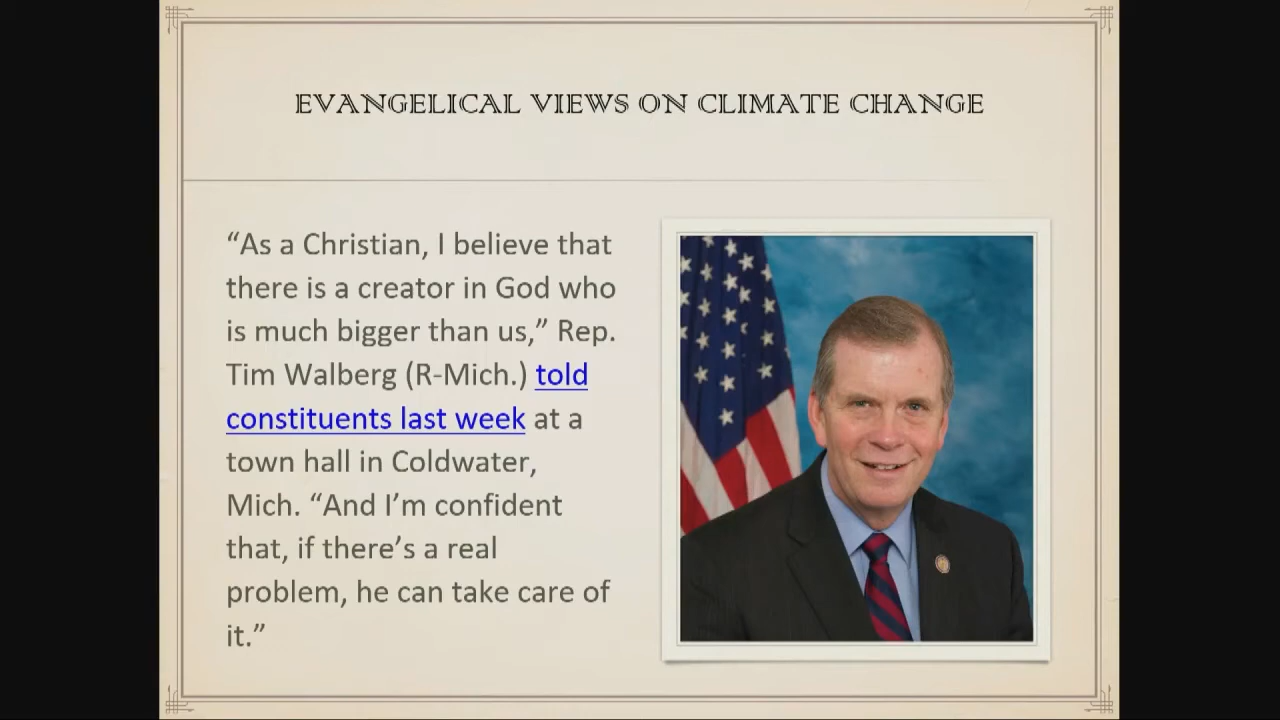 EVANGELICAL VIEWS ON CLIMATE CHANGE
“As a Christian, I believe that
there is a creator in God who
is much bigger than us,” Rep.
Tim Walberg (R-Mich.) told
constituents last week at a
town hall in Coldwater,
Mich. “And I’m confident
that, if there’s a real
problem, he can take care of
it.”